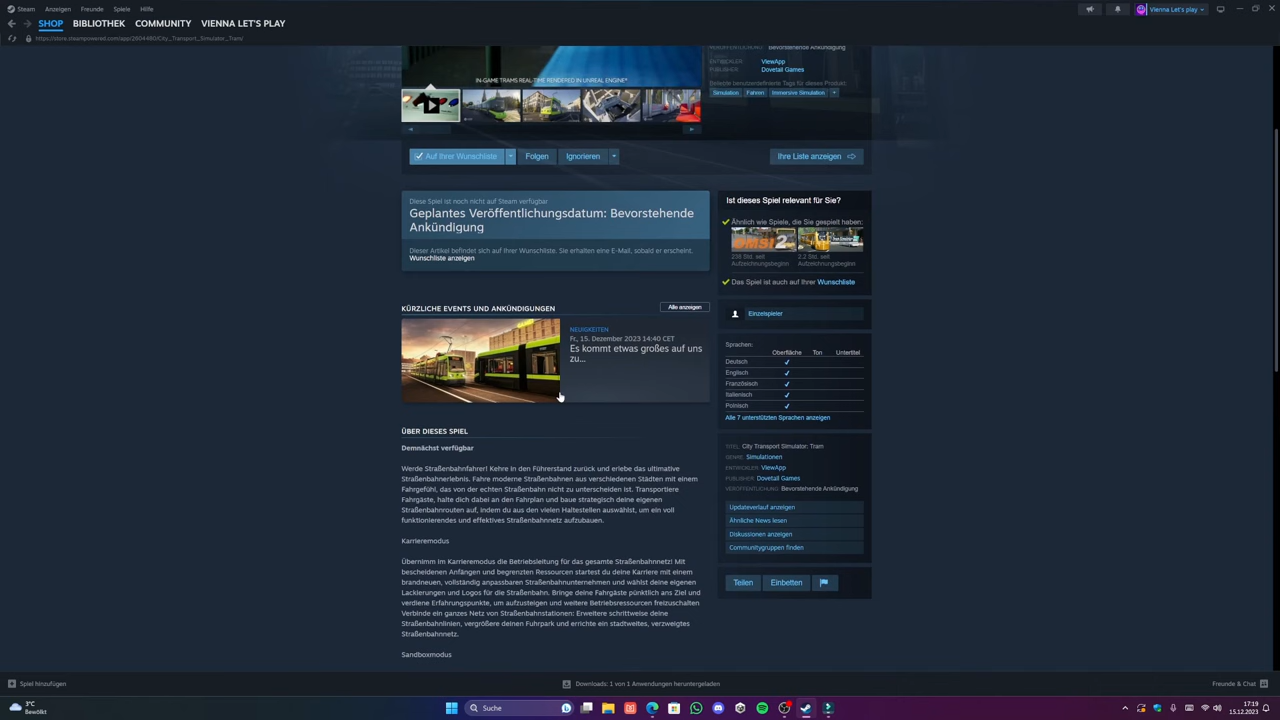 Steam Anzeigen Freunde Spiele Hilfe
Vienna Let's play
SHOP BIBLIOTHEK COMMUNITY VIENNA LET'S PLAY
https://store.steampowered.com/app/2604480/City_Transport_Simulator_Tram/
IN-GAME TRAMS REAL-TIME RENDERED IN UNREAL ENGINE®
VERÖFFENTLICHUNG: Bevorstehende Ankündigung
ENTWICKLER: ViewApp
PUBLISHER: Dovetail Games
Beliebte benutzerdefinierte Tags für dieses Produkt:
Simulation Fahren Immersive Simulation +
Auf Ihrer Wunschliste Folgen Ignorieren Ihre Liste anzeigen
Diese Spiel ist noch nicht auf Steam verfügbar
Geplantes Veröffentlichungsdatum: Bevorstehende
Ankündigung
Dieser Artikel befindet sich auf Ihrer Wunschliste. Sie erhalten eine E-Mail, sobald er erscheint.
Wunschliste anzeigen
KÜRZLICHE EVENTS UND ANKÜNDIGUNGEN Alle anzeigen
NEUIGKEITEN
Fr., 15. Dezember 2023 14:40 CET
Es kommt etwas großes auf uns
zu...
ÜBER DIESES SPIEL
Demnächst verfügbar
Werde Straßenbahnfahrer! Kehre in den Führerstand zurück und erlebe das ultimative
Straßenbahnerlebnis. Fahre moderne Straßenbahnen aus verschiedenen Städten mit einem
Fahrgefühl, das von der echten Straßenbahn nicht zu unterscheiden ist. Transportiere
Fahrgäste, halte dich dabei an den Fahrplan und baue strategisch deine eigenen
Straßenbahnrouten auf, indem du aus den vielen Haltestellen auswählst, um ein voll
funktionierendes und effektives Straßenbahnnetz aufzubauen.
Karrieremodus
Übernimm im Karrieremodus die Betriebsleitung für das gesamte Straßenbahnnetz! Mit
bescheidenen Anfängen und begrenzten Ressourcen startest du deine Karriere mit einem
brandneuen, vollständig anpassbaren Straßenbahnunternehmen und wählst deine eigenen
Lackierungen und Logos für die Straßenbahn. Bringe deine Fahrgäste pünktlich ans Ziel und
verdiene Erfahrungspunkte, um aufzusteigen und weitere Betriebsressourcen freizuschalten
Verbinde ein ganzes Netz von Straßenbahnstationen: Erweitere schrittweise deine
Straßenbahnlinien, vergrößere deinen Fuhrpark und errichte ein stadtweites, verzweigtes
Straßenbahnnetz.
Sandboxmodus
Ist dieses Spiel relevant für Sie?
Ähnlich wie Spiele, die Sie gespielt haben:
OMSI 2
238 Std. seit
Aufzeichnungsbeginn
2.2 Std. seit
Aufzeichnungsbeginn
Das Spiel ist auch auf Ihrer Wunschliste
Einzelspieler
Sprachen:
Oberfläche Ton Untertitel
Deutsch ✔
Englisch ✔
Französisch ✔
Italienisch ✔
Polnisch ✔
Alle 7 unterstützten Sprachen anzeigen
TITEL: City Transport Simulator: Tram
GENRE: Simulationen
ENTWICKLER: ViewApp
PUBLISHER: Dovetail Games
VERÖFFENTLICHUNG: Bevorstehende Ankündigung
Updateverlauf anzeigen
Ähnliche News lesen
Diskussionen anzeigen
Communitygruppen finden
Teilen Einbetten
Spiel hinzufügen Downloads: 1 von 1 Anwendungen heruntergeladen Freunde & Chat
3°C
Bewölkt
Suche
17:19
15.12.2023